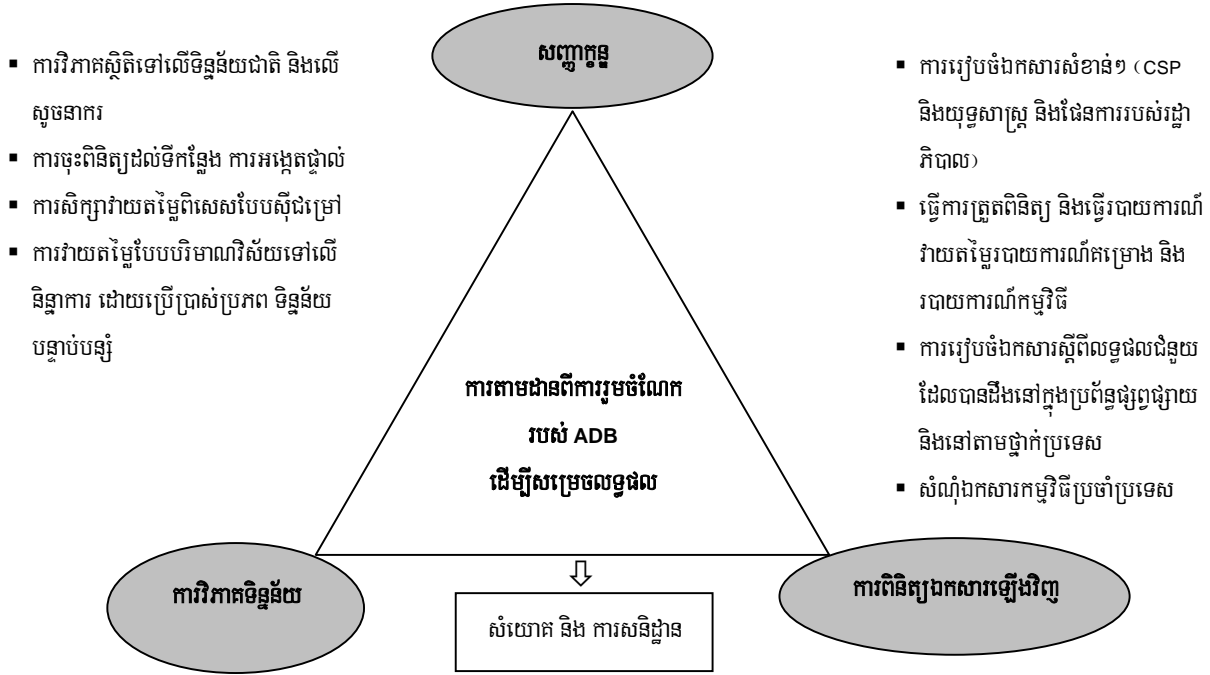 សញ្ញាក្ខន្ធ
▪ ការវិភាគស្ថិតិទៅលើទិន្នន័យជាតិ និងលើ
សូចនាករ
▪ ការចុះពិនិត្យដល់ទីកន្លែង ការអង្កេតផ្ទាល់
▪ ការសិក្សាវាយតម្លៃពិសេសបែបស៊ីជម្រៅ
▪ ការវាយតម្លៃបែបបរិមាណវិស័យទៅលើ
និន្នាការ ដោយប្រើប្រាស់ប្រភព ទិន្នន័យ
បន្ទាប់បន្សំ
▪ ការរៀបចំឯកសារសំខាន់ៗ (CSP
និងយុទ្ធសាស្ត្រ និងផែនការរបស់រដ្ឋា
ភិបាល)
▪ ធ្វើការត្រួតពិនិត្យ និងធ្វើរបាយការណ៍
វាយតម្លៃរបាយការណ៍គម្រោង និង
របាយការណ៍កម្មវិធី
▪ ការរៀបចំឯកសារស្តីពីលទ្ធផលជំនួយ
ដែលបានដឹងនៅក្នុងប្រព័ន្ធផ្សព្វផ្សាយ
និងនៅតាមថ្នាក់ប្រទេស
▪ សំណុំឯកសារកម្មវិធីប្រចាំប្រទេស
ការតាមដានពីការរួមចំណែក
របស់ ADB
ដើម្បីសម្រេចលទ្ធផល
ការវិភាគទិន្នន័យ
ការពិនិត្យឯកសារឡើងវិញ
សំយោគ និង ការសនិដ្ឋាន